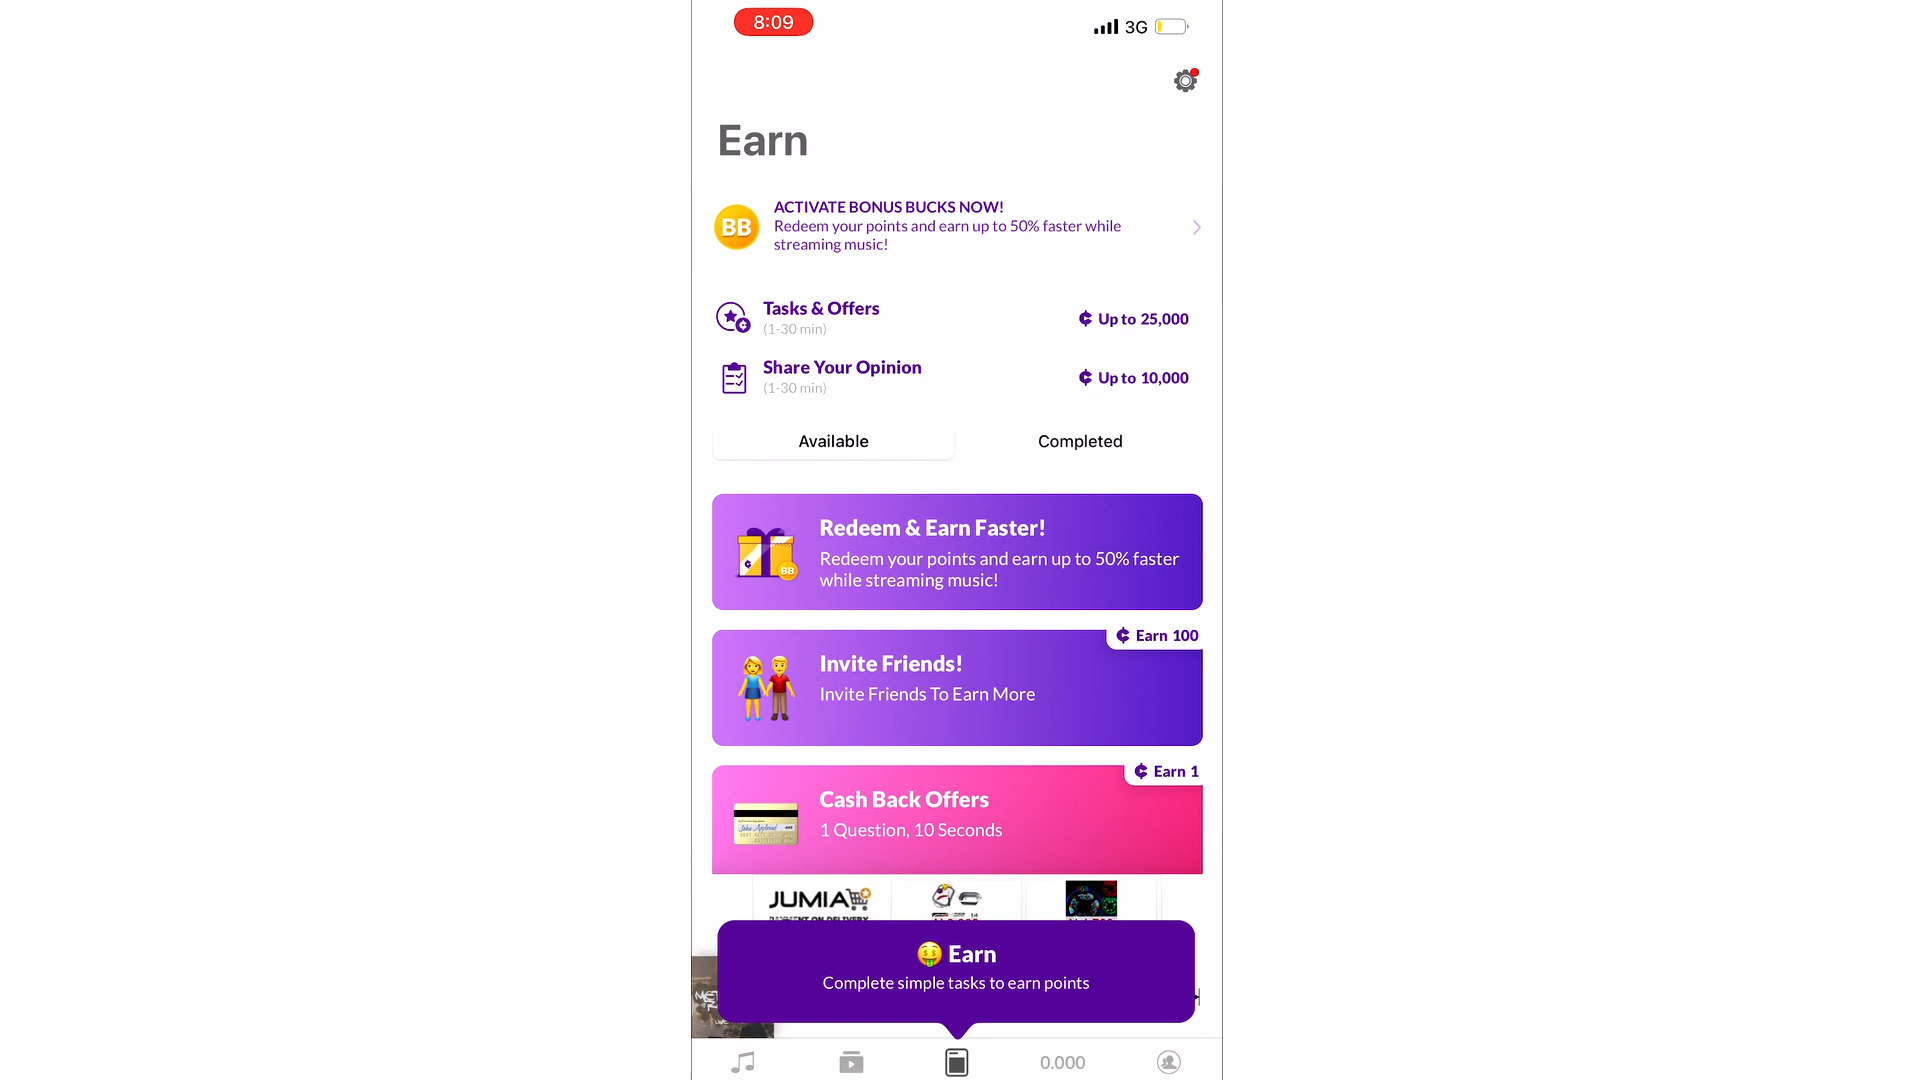 8:09
3G
Earn
BB
ACTIVATE BONUS BUCKS NOW!
Redeem your points and earn up to 50% faster while
streaming music!
Tasks & Offers
Up to 25,000
(1-30 min)
Share Your Opinion
Up to 10,000
(1-30 min)
Available
Completed
Redeem & Earn Faster!
Redeem your points and earn up to 50% faster
while streaming music!
BB
Earn 100
Invite Friends!
Invite Friends To Earn More
Earn 1
Cash Back Offers
1 Question, 10 Seconds
JUMIA
PAYMENT ON DELIVERY
Earn
Complete simple tasks to earn points
0.000